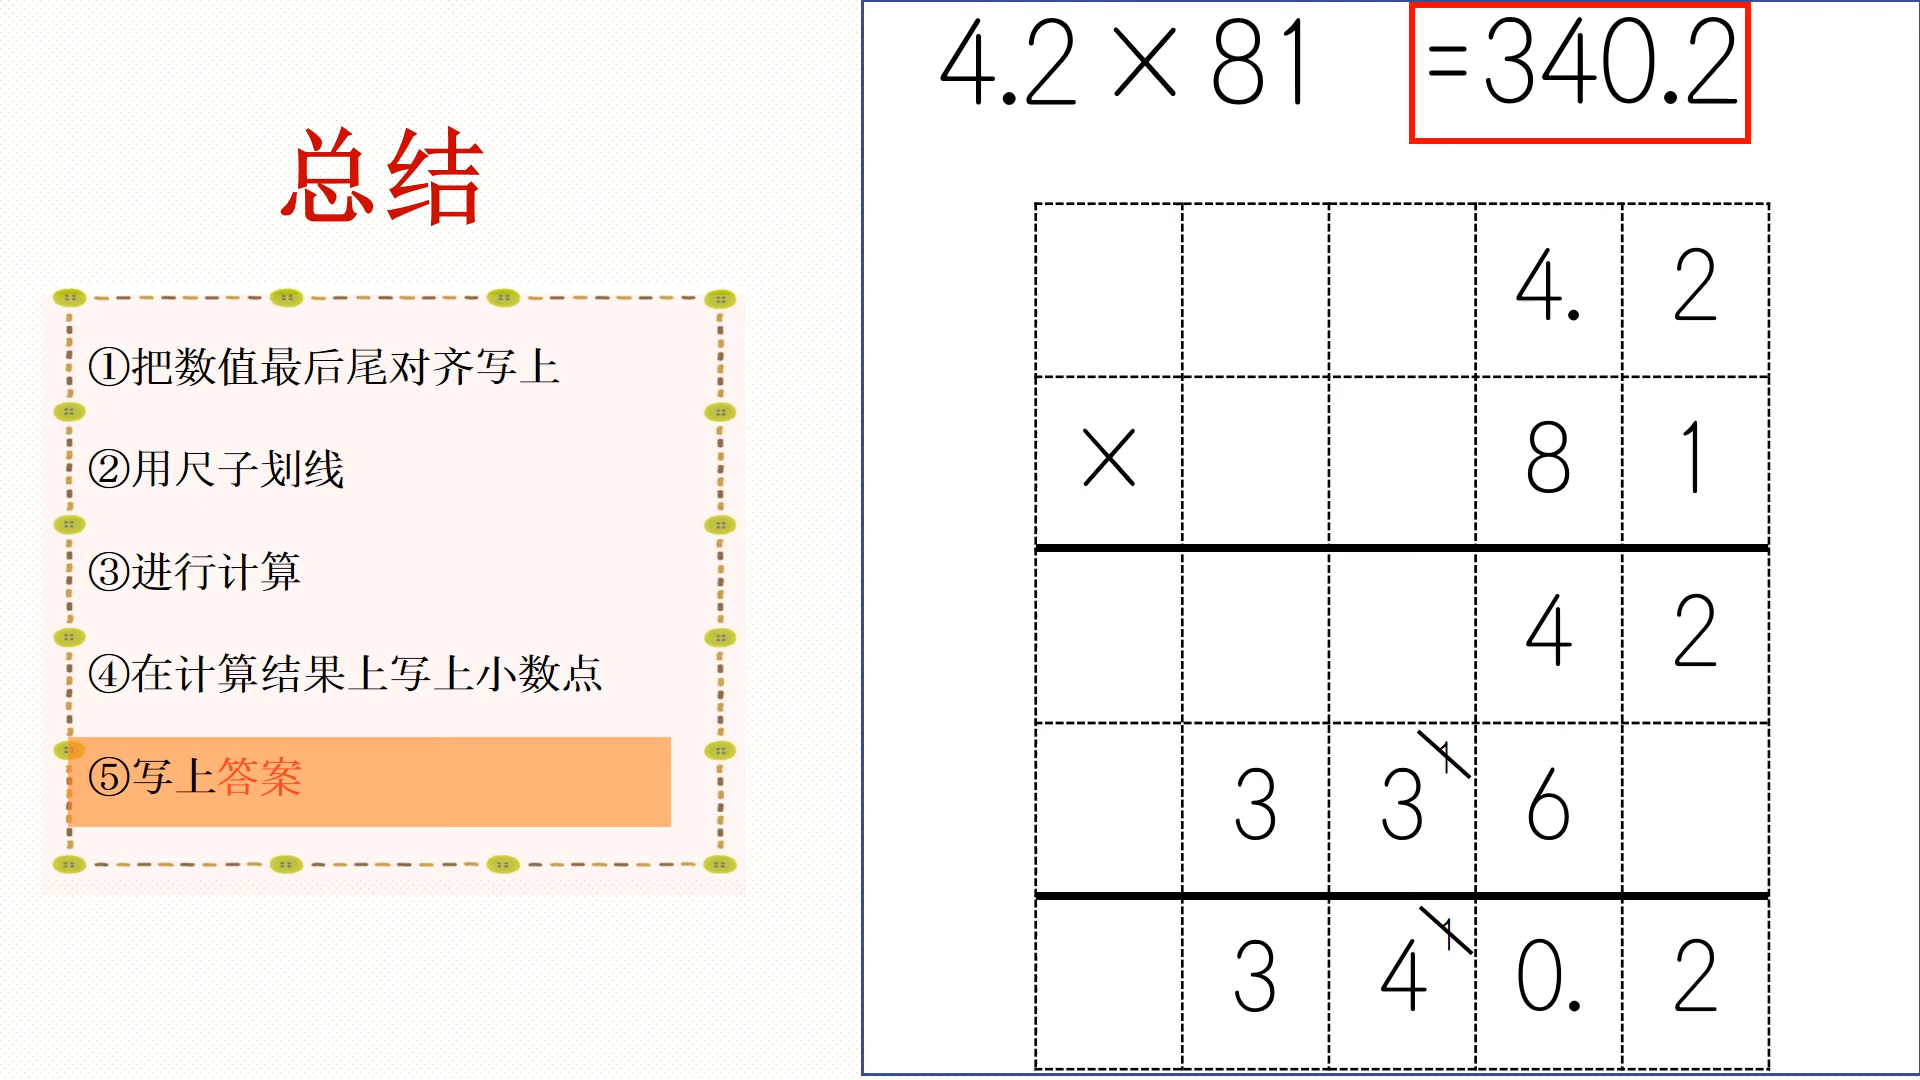 总结
①把数值最后尾对齐写上
②用尺子划线
③进行计算
④在计算结果上写上小数点
⑤写上答案
4.2×81 =340.2
4. 2
× 8 1
4 2
3 3 1 6
3 4 1 0. 2